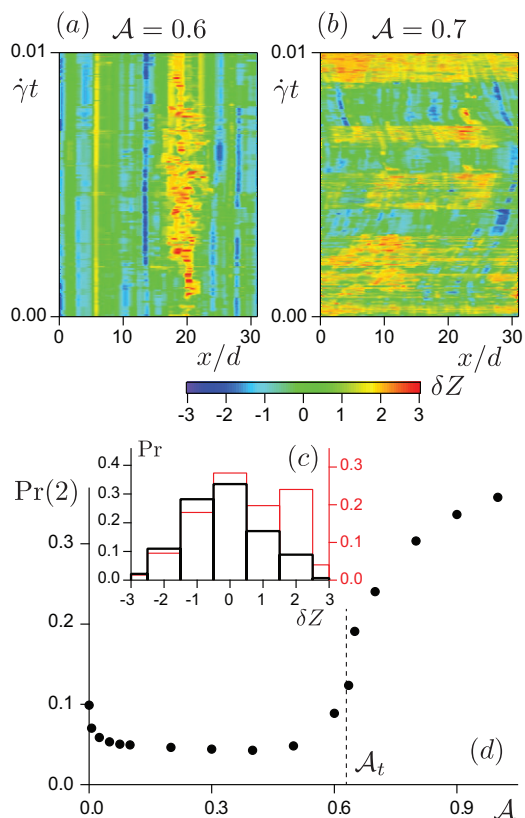 (a) 𝒜 = 0.6 (b) 𝒜 = 0.7
0.01 0.01
γ̇t
0.00 0.00
0 10 20 30 0 10 20 30
x/d x/d
-3 -2 -1 0 1 2 3 δZ
Pr (c)
0.4 0.3
0.3 0.2
0.2
0.1 0.1
0.0 0.0
-3 -2 -1 0 1 2 3
δZ
Pr(2)
0.3
0.2
0.1
0.0
𝒜t (d)
0.0 0.3 0.6 0.9 𝒜